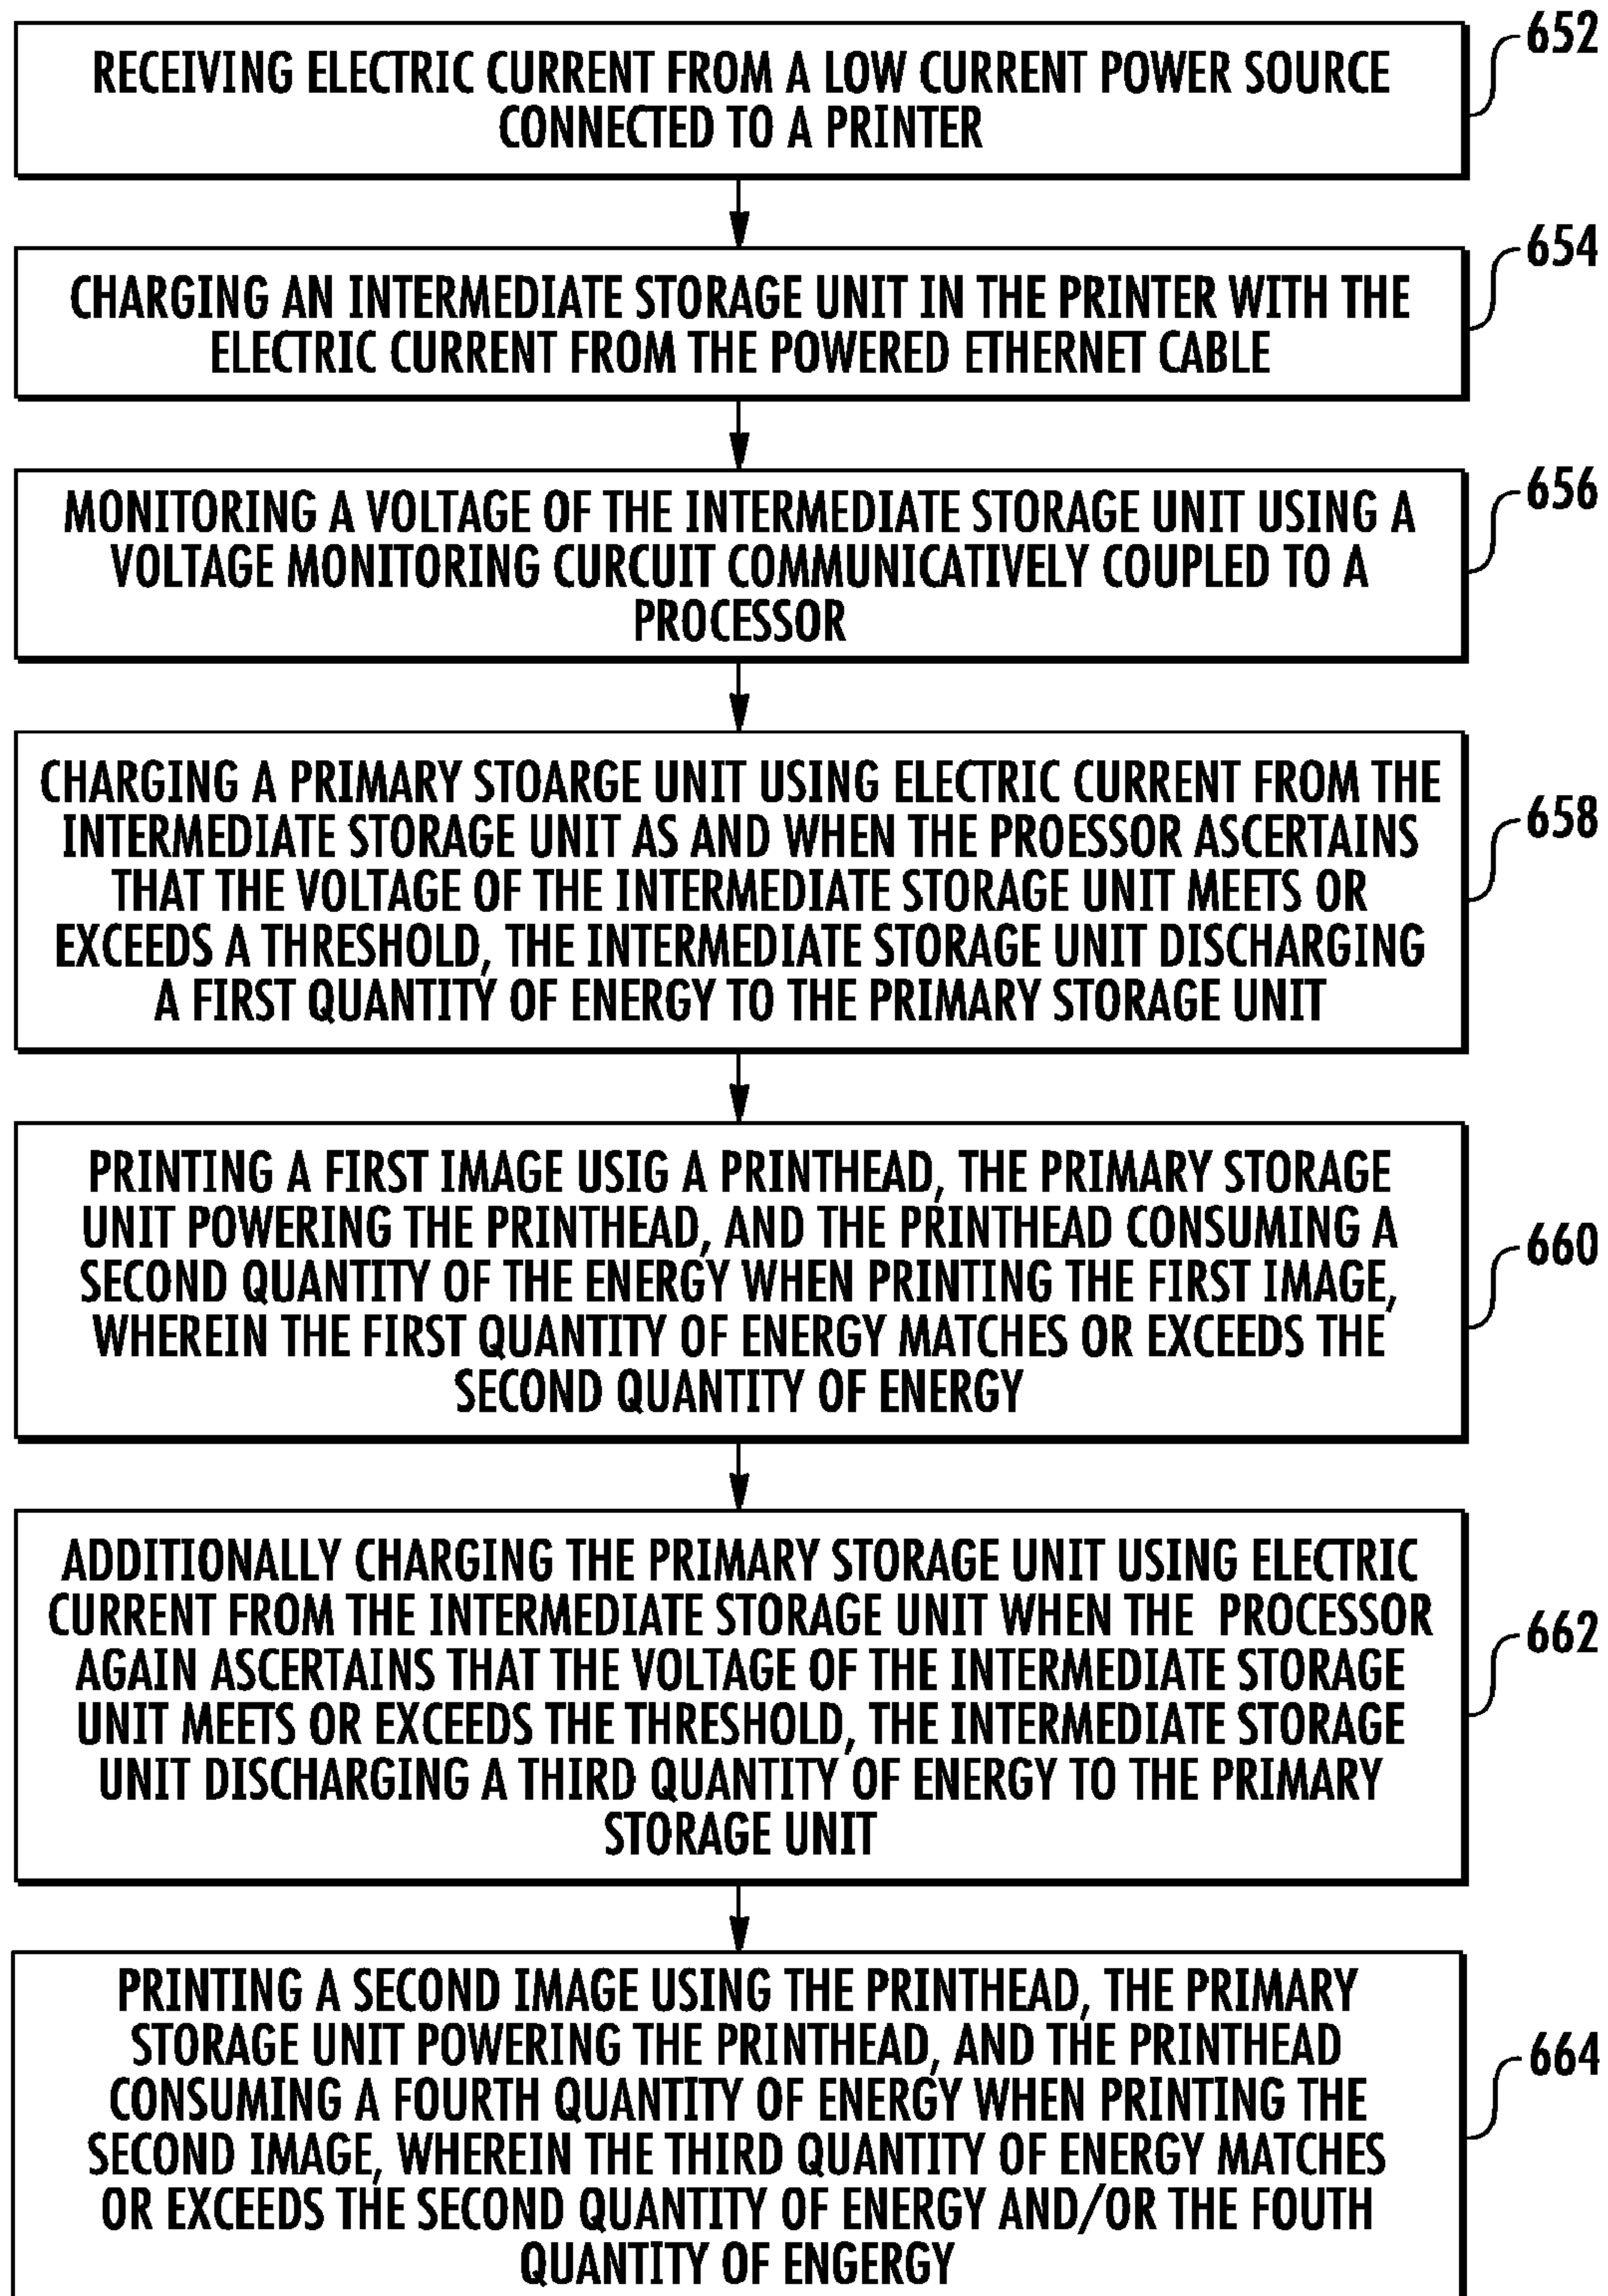 RECEIVING ELECTRIC CURRENT FROM A LOW CURRENT POWER SOURCE
CONNECTED TO A PRINTER
652
CHARGING AN INTERMEDIATE STORAGE UNIT IN THE PRINTER WITH THE
ELECTRIC CURRENT FROM THE POWERED ETHERNET CABLE
654
MONITORING A VOLTAGE OF THE INTERMEDIATE STORAGE UNIT USING A
VOLTAGE MONITORING CURCUIT COMMUNICATIVELY COUPLED TO A
PROCESSOR
656
CHARGING A PRIMARY STOARGE UNIT USING ELECTRIC CURRENT FROM THE
INTERMEDIATE STORAGE UNIT AS AND WHEN THE PROESSOR ASCERTAINS
THAT THE VOLTAGE OF THE INTERMEDIATE STORAGE UNIT MEETS OR
EXCEEDS A THRESHOLD, THE INTERMEDIATE STORAGE UNIT DISCHARGING
A FIRST QUANTITY OF ENERGY TO THE PRIMARY STORAGE UNIT
658
PRINTING A FIRST IMAGE USIG A PRINTHEAD, THE PRIMARY STORAGE
UNIT POWERING THE PRINTHEAD, AND THE PRINTHEAD CONSUMING A
SECOND QUANTITY OF THE ENERGY WHEN PRINTING THE FIRST IMAGE,
WHEREIN THE FIRST QUANTITY OF ENERGY MATCHES OR EXCEEDS THE
SECOND QUANTITY OF ENERGY
660
ADDITIONALLY CHARGING THE PRIMARY STORAGE UNIT USING ELECTRIC
CURRENT FROM THE INTERMEDIATE STORAGE UNIT WHEN THE PROCESSOR
AGAIN ASCERTAINS THAT THE VOLTAGE OF THE INTERMEDIATE STORAGE
UNIT MEETS OR EXCEEDS THE THRESHOLD, THE INTERMEDIATE STORAGE
UNIT DISCHARGING A THIRD QUANTITY OF ENERGY TO THE PRIMARY
STORAGE UNIT
662
PRINTING A SECOND IMAGE USING THE PRINTHEAD, THE PRIMARY
STORAGE UNIT POWERING THE PRINTHEAD, AND THE PRINTHEAD
CONSUMING A FOURTH QUANTITY OF ENERGY WHEN PRINTING THE
SECOND IMAGE, WHEREIN THE THIRD QUANTITY OF ENERGY MATCHES
OR EXCEEDS THE SECOND QUANTITY OF ENERGY AND/OR THE FOUTH
QUANTITY OF ENGERGY
664